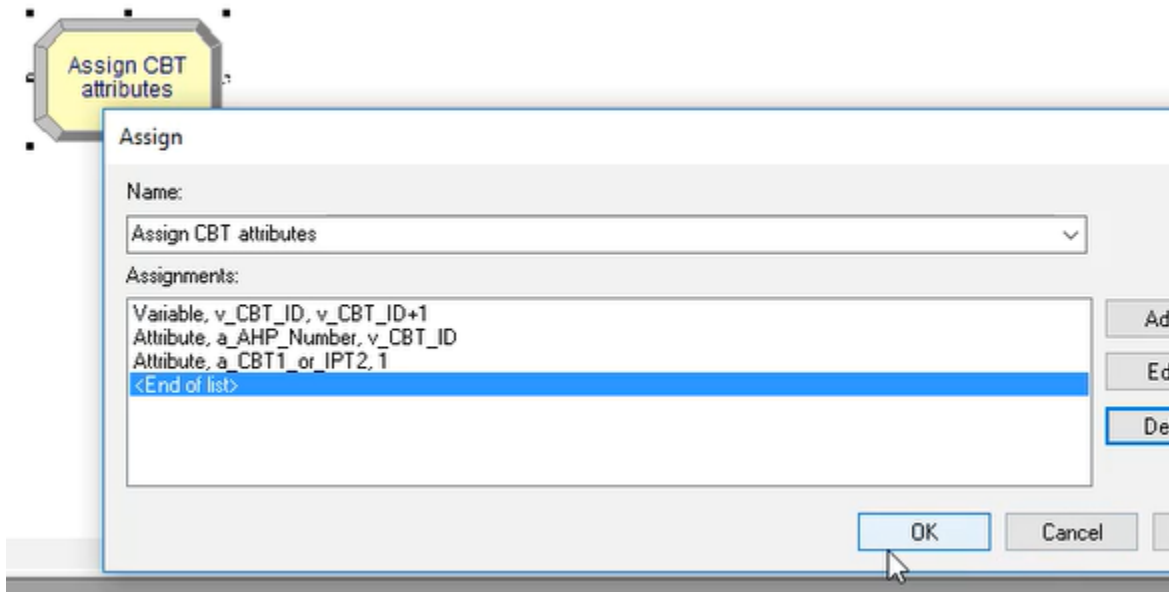 Assign CBT
attributes
Assign
Name:
Assign CBT attributes
Assignments:
Variable, v_CBT_ID, v_CBT_ID+1
Attribute, a_AHP_Number, v_CBT_ID
Attribute, a_CBT1_or_IPT2, 1
<End of list>
Ad
Ed
De
OK Cancel